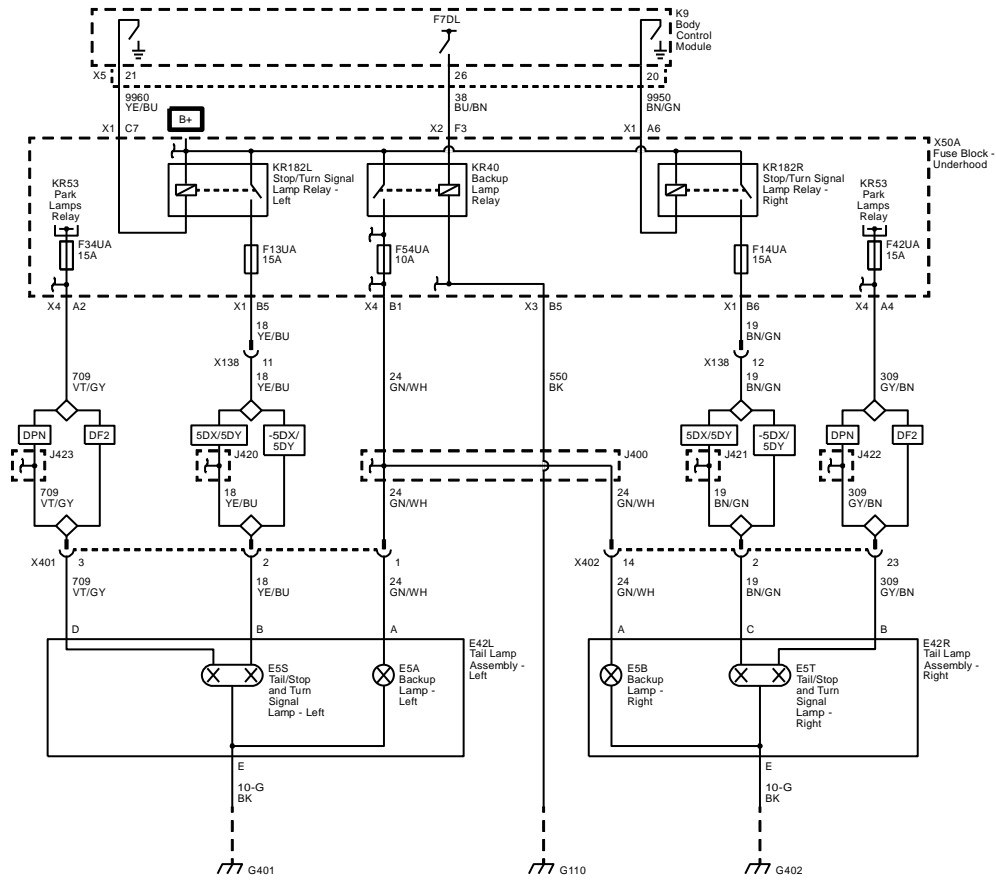 F7DL
K9
Body
Control
Module
X5 21
26
20
9960
YE/BU
38
BU/BN
9950
BN/GN
B+
X1 C7
X2 F3
X1 A6
X50A
Fuse Block -
Underhood
KR53
Park
Lamps
Relay
KR182L
Stop/Turn Signal
Lamp Relay -
Left
KR40
Backup
Lamp
Relay
KR182R
Stop/Turn Signal
Lamp Relay -
Right
KR53
Park
Lamps
Relay
F34UA
15A
F13UA
15A
F54UA
10A
F14UA
15A
F42UA
15A
X4 A2
X1 B5
X4 B1
X3 B5
X1 B6
X4 A4
18
YE/BU
19
BN/GN
X138 11
X138 12
709
VT/GY
18
YE/BU
24
GN/WH
550
BK
19
BN/GN
309
GY/BN
DPN
DF2
5DX/5DY
-5DX/
5DY
5DX/5DY
-5DX/
5DY
DPN
DF2
J423
J420
J400
J421
J422
709
VT/GY
18
YE/BU
24
GN/WH
24
GN/WH
19
BN/GN
309
GY/BN
X401 3
2
1
X402 14
2
23
709
VT/GY
18
YE/BU
24
GN/WH
24
GN/WH
19
BN/GN
309
GY/BN
D
B
A
A
C
B
E42L
Tail Lamp
Assembly -
Left
E42R
Tail Lamp
Assembly -
Right
E5S
Tail/Stop
and Turn
Signal
Lamp - Left
E5A
Backup
Lamp -
Left
E5B
Backup
Lamp -
Right
E5T
Tail/Stop
and Turn
Signal
Lamp -
Right
E
E
10-G
BK
10-G
BK
G401
G110
G402